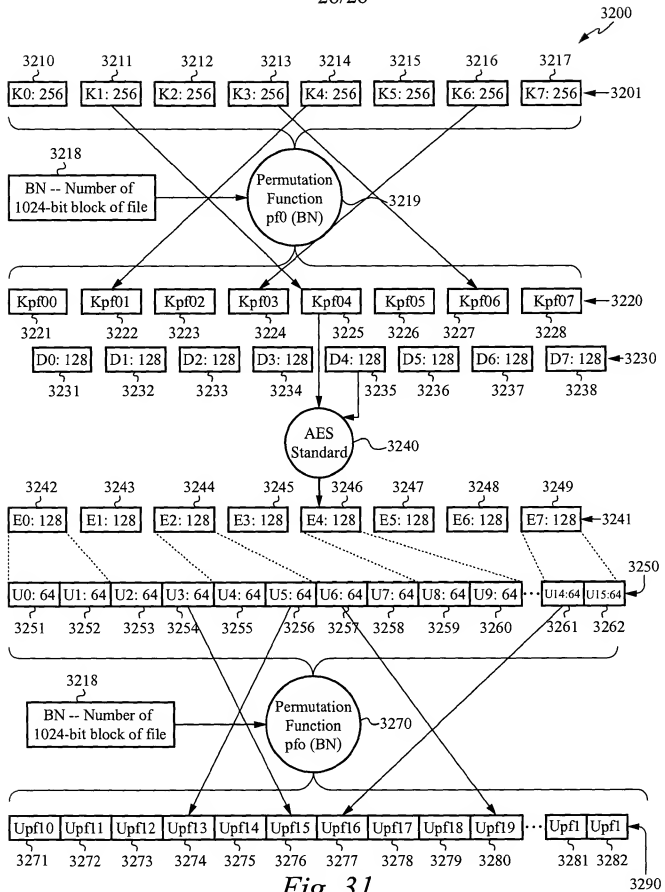 3200
3210 3211 3212 3213 3214 3215 3216 3217
K0: 256 K1: 256 K2: 256 K3: 256 K4: 256 K5: 256 K6: 256 K7: 256 3201
3218
BN -- Number of
1024-bit block of file
Permutation
Function
pf0 (BN)
3219
Kpf00 Kpf01 Kpf02 Kpf03 Kpf04 Kpf05 Kpf06 Kpf07 3220
3221 3222 3223 3224 3225 3226 3227 3228
D0: 128 D1: 128 D2: 128 D3: 128 D4: 128 D5: 128 D6: 128 D7: 128 3230
3231 3232 3233 3234 3235 3236 3237 3238
AES
Standard
3240
3242 3243 3244 3245 3246 3247 3248 3249
E0: 128 E1: 128 E2: 128 E3: 128 E4: 128 E5: 128 E6: 128 E7: 128 3241
U0: 64 U1: 64 U2: 64 U3: 64 U4: 64 U5: 64 U6: 64 U7: 64 U8: 64 U9: 64 ··· U14:64 U15:64 3250
3251 3252 3253 3254 3255 3256 3257 3258 3259 3260 3261 3262
3218
BN -- Number of
1024-bit block of file
Permutation
Function
pfo (BN)
3270
Upf10 Upf11 Upf12 Upf13 Upf14 Upf15 Upf16 Upf17 Upf18 Upf19 ··· Upf1 Upf1
3271 3272 3273 3274 3275 3276 3277 3278 3279 3280 3281 3282
3290
Fig. 31